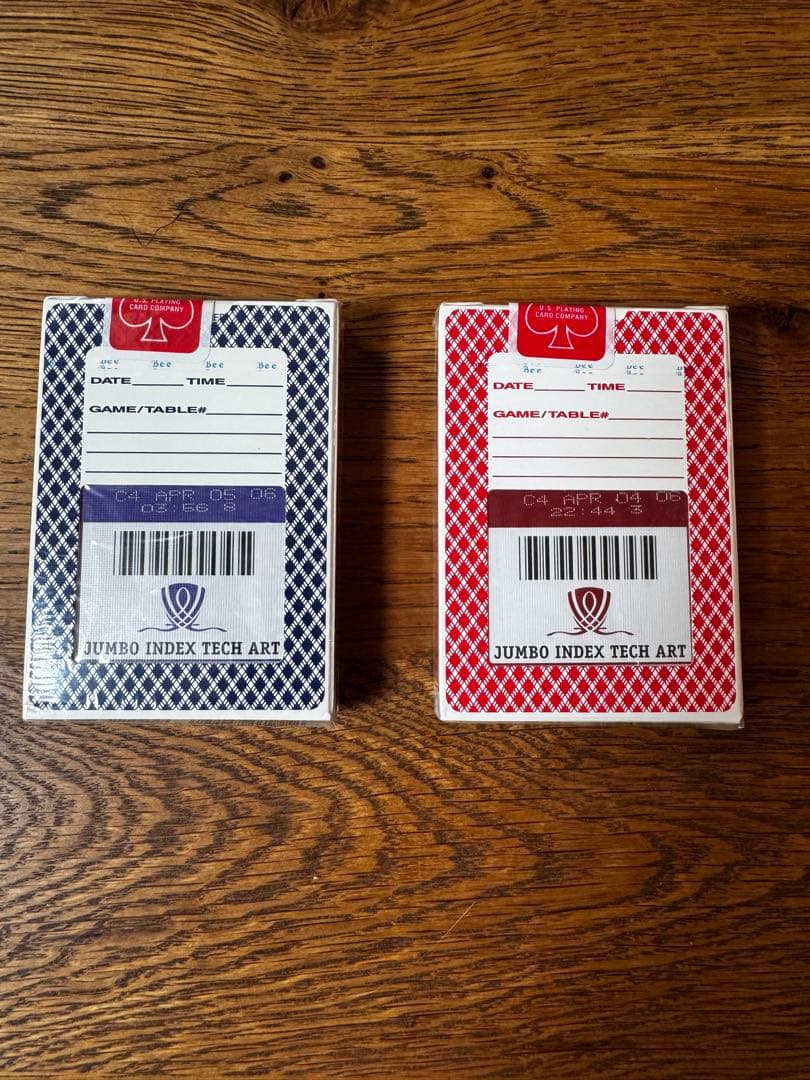 U.S. PLAYING
CARD COMPANY
Bee Bee Bee Bee
DATE TIME
GAME/TABLE#
C4 APR 05 06
JUMBO INDEX TECH ART
U.S. PLAYING
CARD COMPANY
Bee Bee Bee Bee
DATE TIME
GAME/TABLE#
C4 APR 04 06
22:44 3
JUMBO INDEX TECH ART